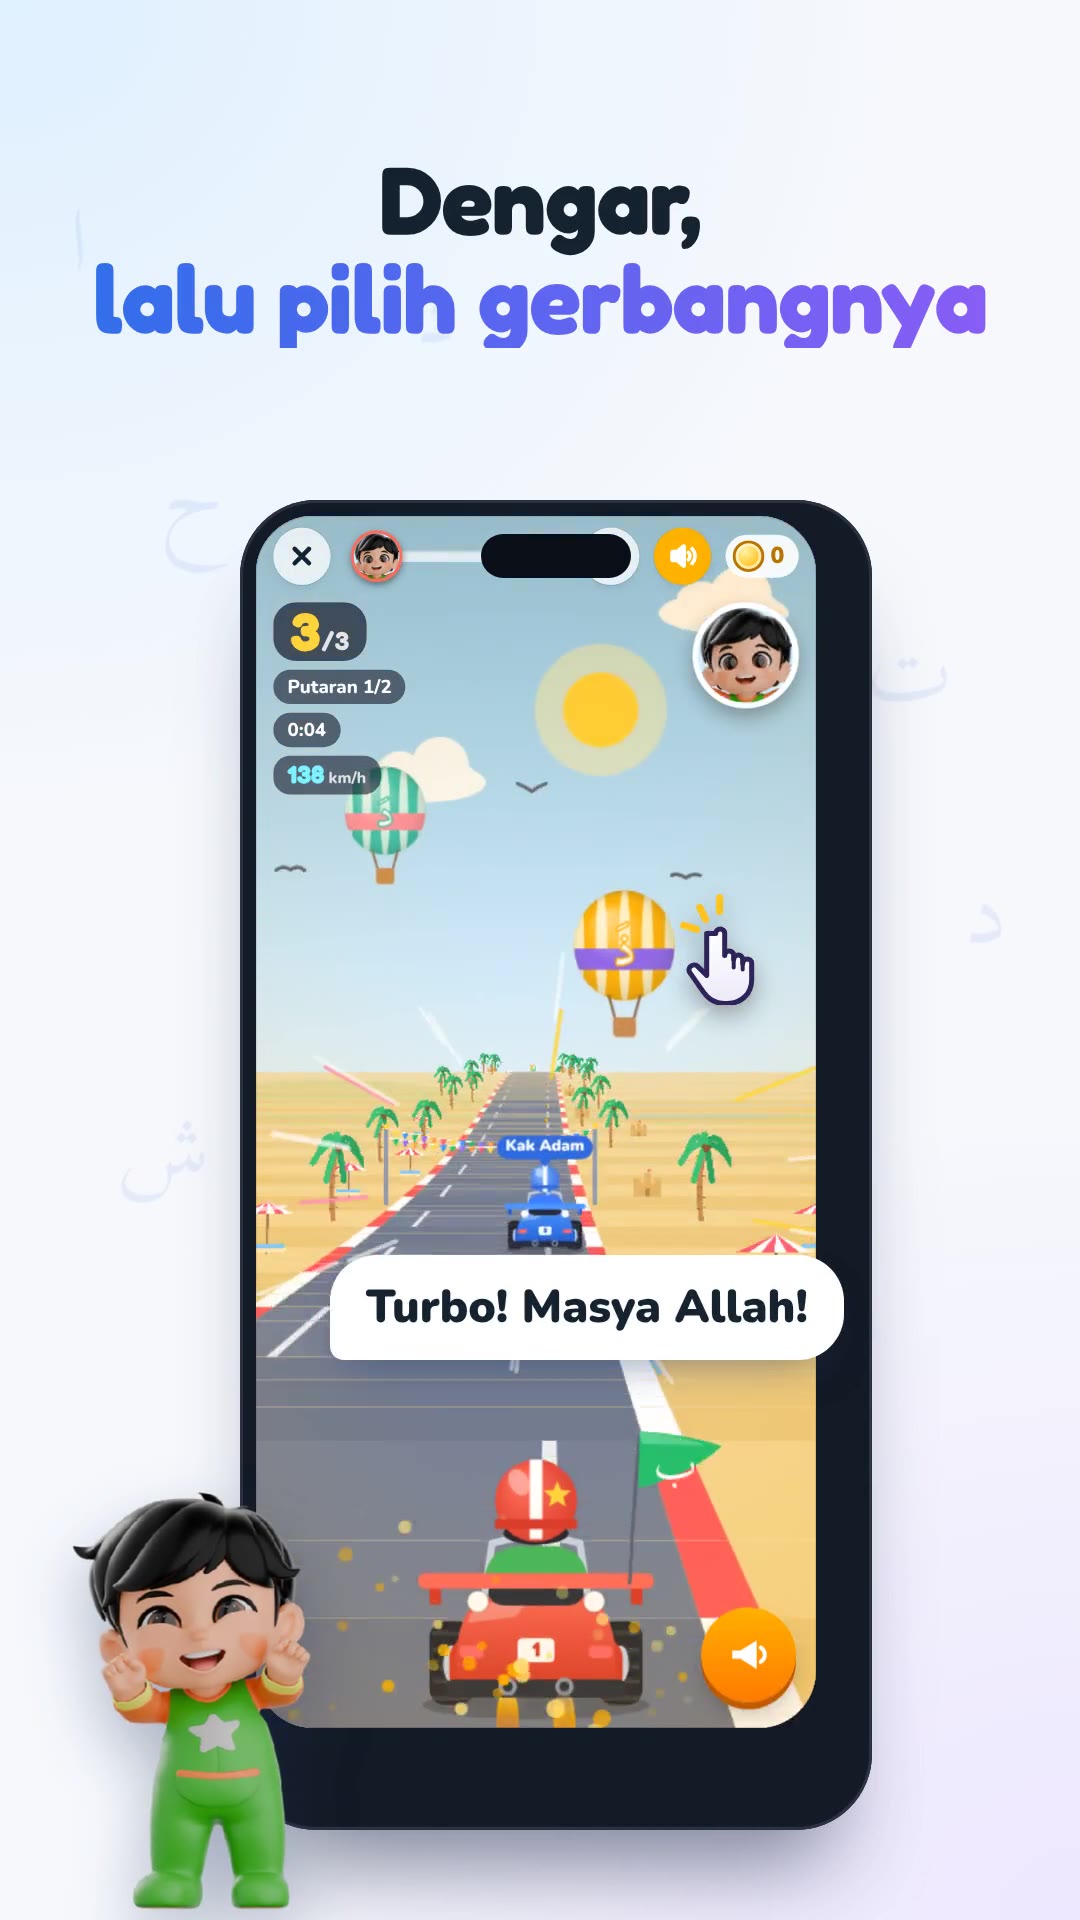 Dengar,
lalu pilih gerbangnya
0
3/3
Putaran 1/2
0:04
138 km/h
Kak Adam
Turbo! Masya Allah!
1
ا
ح
ت
د
ش